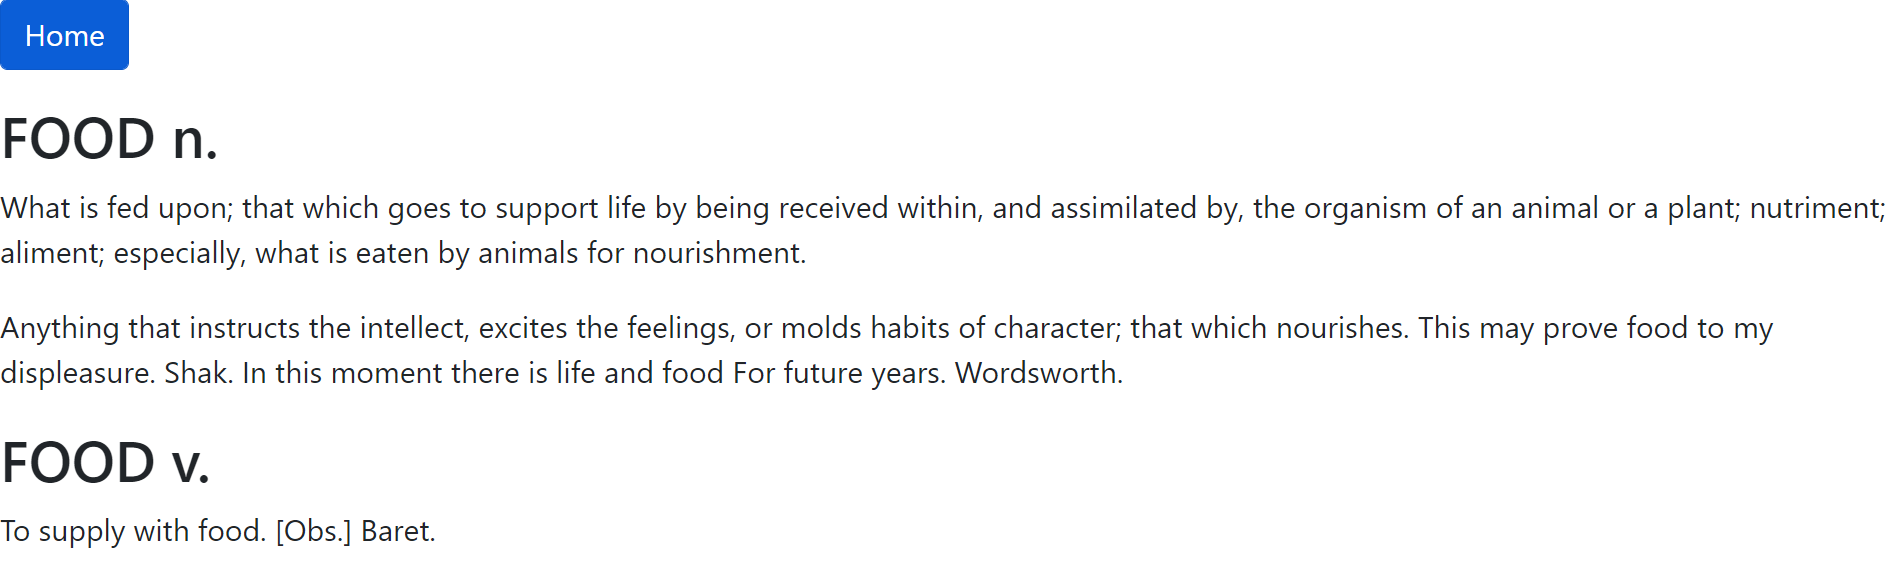 Home
FOOD n.
What is fed upon; that which goes to support life by being received within, and assimilated by, the organism of an animal or a plant; nutriment;
aliment; especially, what is eaten by animals for nourishment.
Anything that instructs the intellect, excites the feelings, or molds habits of character; that which nourishes. This may prove food to my
displeasure. Shak. In this moment there is life and food For future years. Wordsworth.
FOOD v.
To supply with food. [Obs.] Baret.